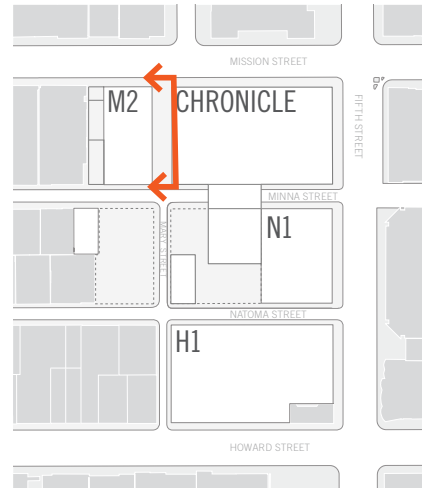 MISSION STREET
M2
CHRONICLE
FIFTH STREET
MINNA STREET
MARY STREET
N1
NATOMA STREET
H1
HOWARD STREET